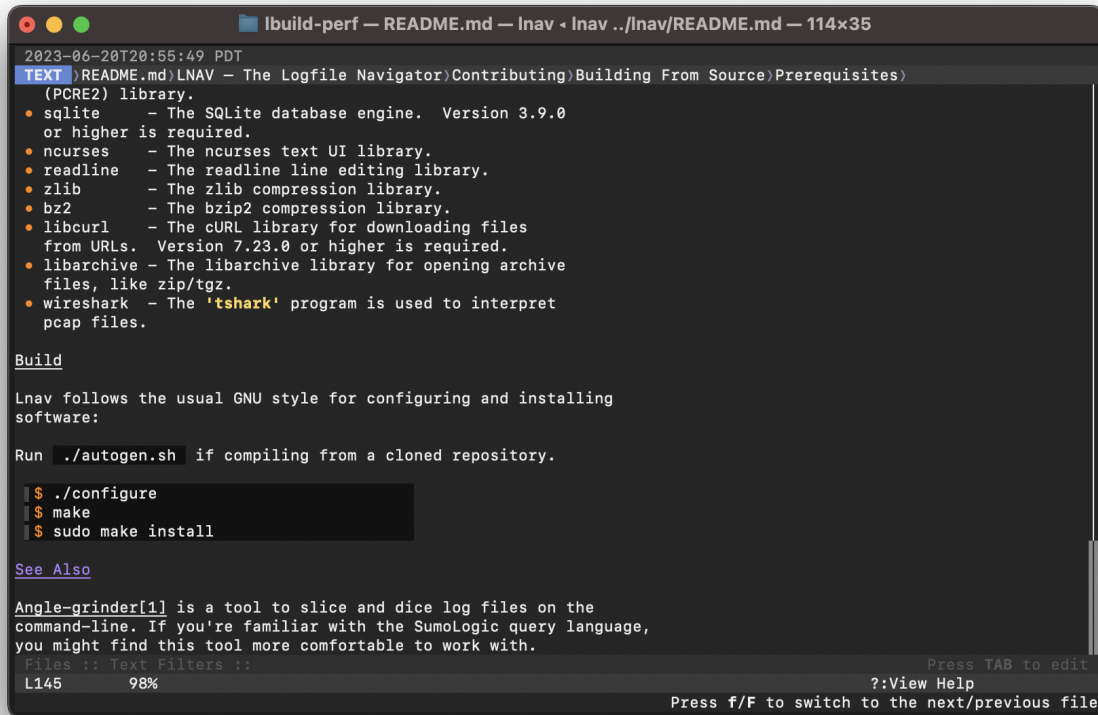 lbuild-perf — README.md — lnav ◂ lnav ../lnav/README.md — 114×35
2023-06-20T20:55:49 PDT
TEXT ⟩README.md⟩LNAV — The Logfile Navigator⟩Contributing⟩Building From Source⟩Prerequisites⟩
(PCRE2) library.
• sqlite     – The SQLite database engine.  Version 3.9.0
or higher is required.
• ncurses    – The ncurses text UI library.
• readline   – The readline line editing library.
• zlib       – The zlib compression library.
• bz2        – The bzip2 compression library.
• libcurl    – The cURL library for downloading files
from URLs.  Version 7.23.0 or higher is required.
• libarchive – The libarchive library for opening archive
files, like zip/tgz.
• wireshark  – The 'tshark' program is used to interpret
pcap files.
Build
Lnav follows the usual GNU style for configuring and installing
software:
Run  ./autogen.sh  if compiling from a cloned repository.
$ ./configure
$ make
$ sudo make install
See Also
Angle-grinder[1] is a tool to slice and dice log files on the
command-line. If you're familiar with the SumoLogic query language,
you might find this tool more comfortable to work with.
Files :: Text Filters :: Press TAB to edit
L145       98% ?:View Help
Press f/F to switch to the next/previous file